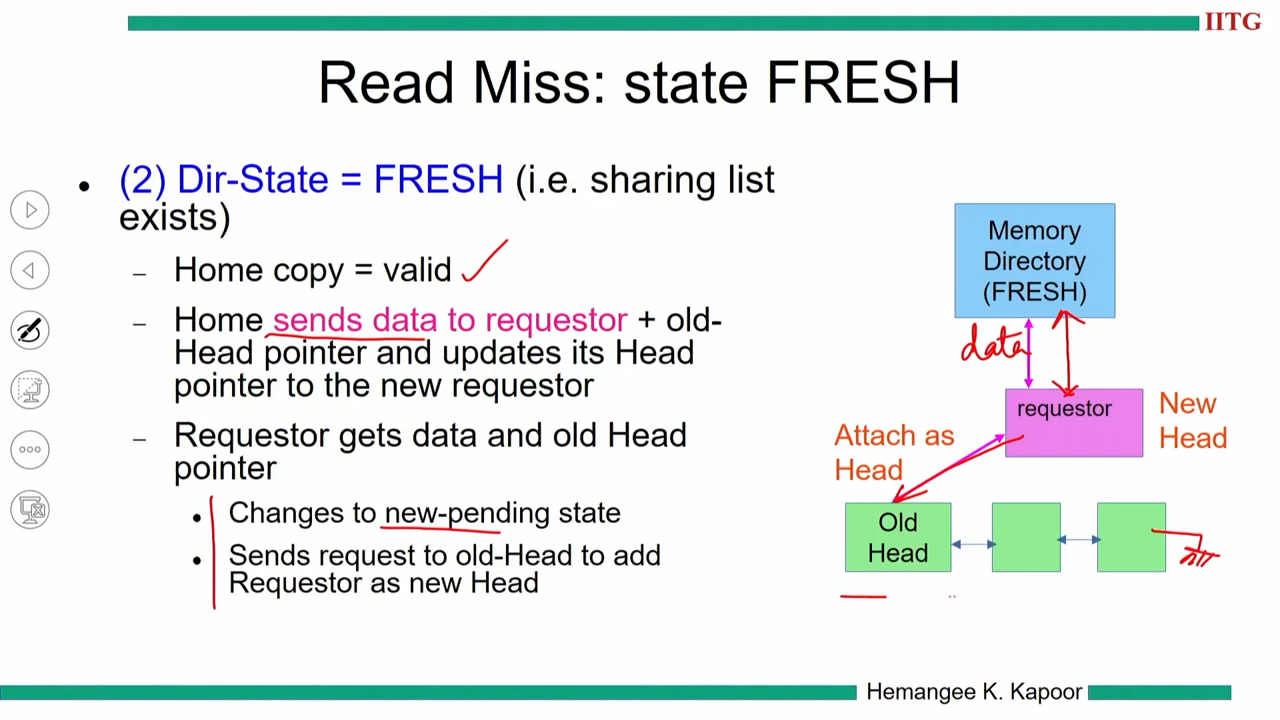 IITG
Read Miss: state FRESH
• (2) Dir-State = FRESH (i.e. sharing list
exists)
– Home copy = valid
– Home sends data to requestor + old-
Head pointer and updates its Head
pointer to the new requestor
– Requestor gets data and old Head
pointer
• Changes to new-pending state
• Sends request to old-Head to add
Requestor as new Head
Memory
Directory
(FRESH)
data
requestor
New
Head
Attach as
Head
Old
Head
Hemangee K. Kapoor